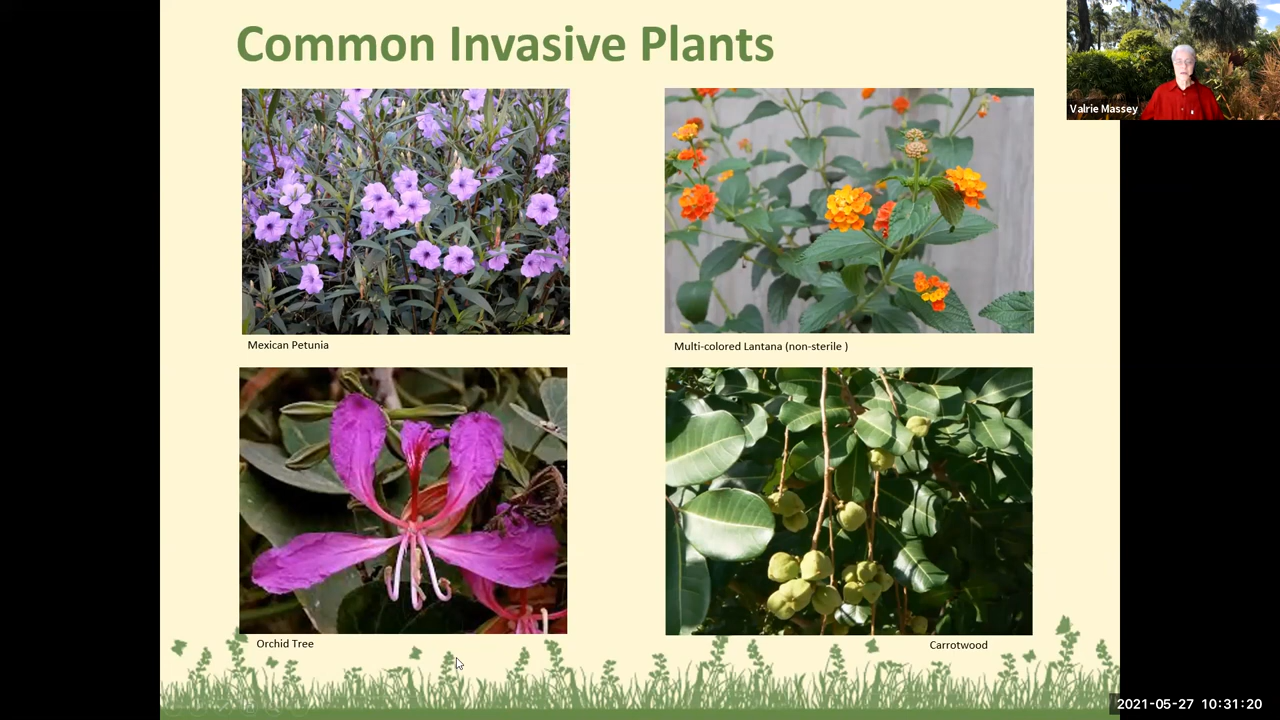 Common Invasive Plants
Valrie Massey
Mexican Petunia
Multi-colored Lantana (non-sterile )
Orchid Tree
Carrotwood
2021-05-27 10:31:20